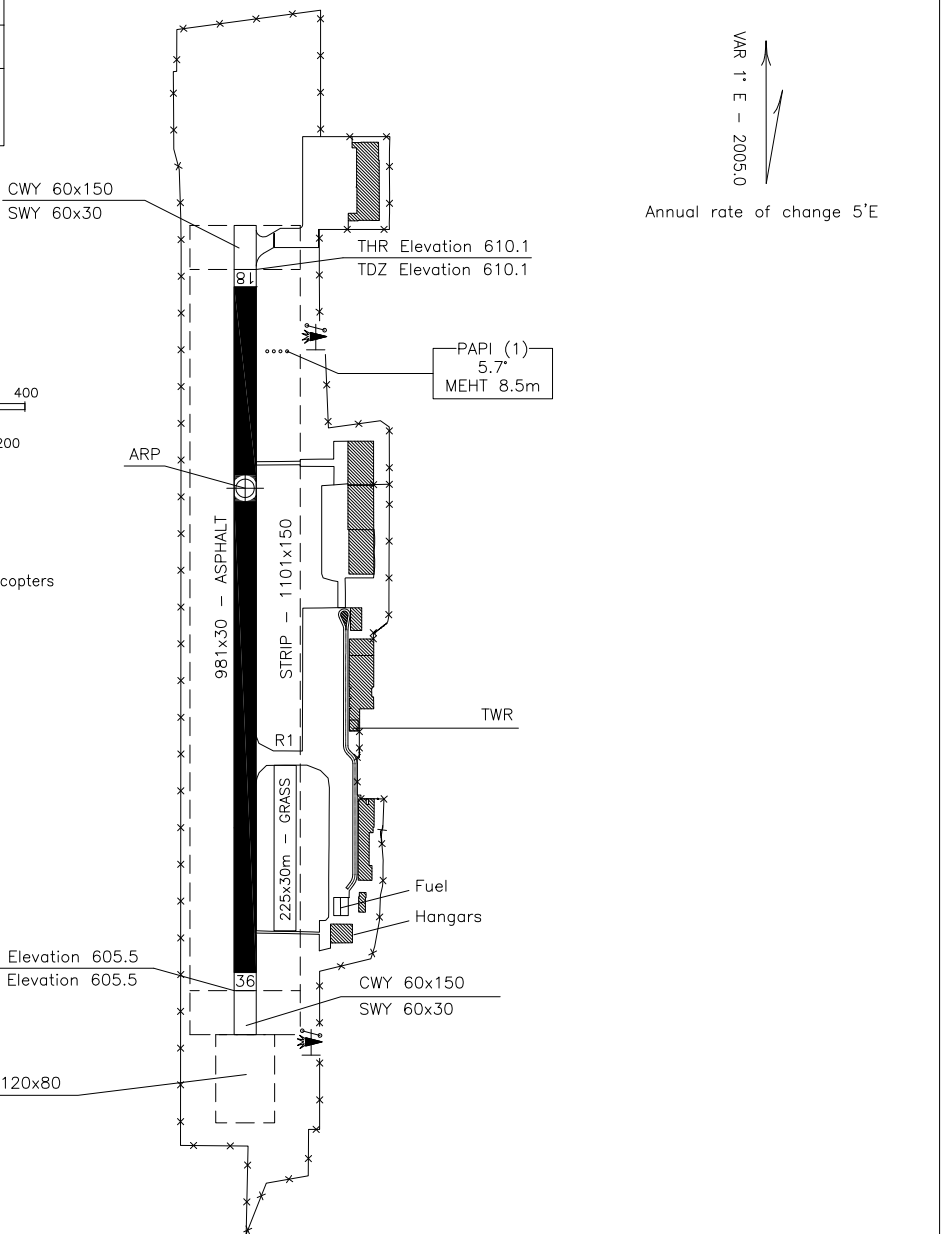 VAR 1° E - 2005.0
Annual rate of change 5'E
CWY 60x150
SWY 60x30
THR Elevation 610.1
TDZ Elevation 610.1
18
PAPI (1)
5.7°
MEHT 8.5m
400
200
ARP
981x30 - ASPHALT
STRIP - 1101x150
copters
TWR
R1
225x30m - GRASS
Fuel
Hangars
Elevation 605.5
Elevation 605.5
36
CWY 60x150
SWY 60x30
120x80